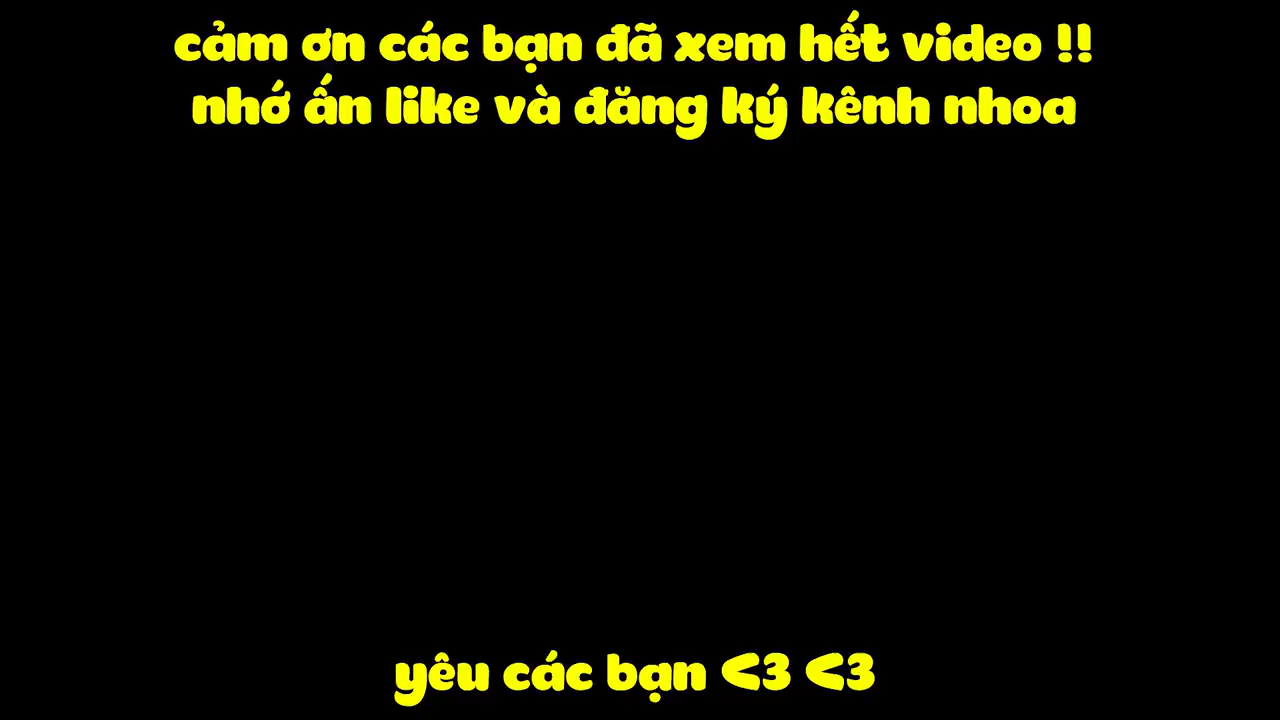 cảm ơn các bạn đã xem hết video !!
nhớ ấn like và đăng ký kênh nhoa
yêu các bạn <3 <3